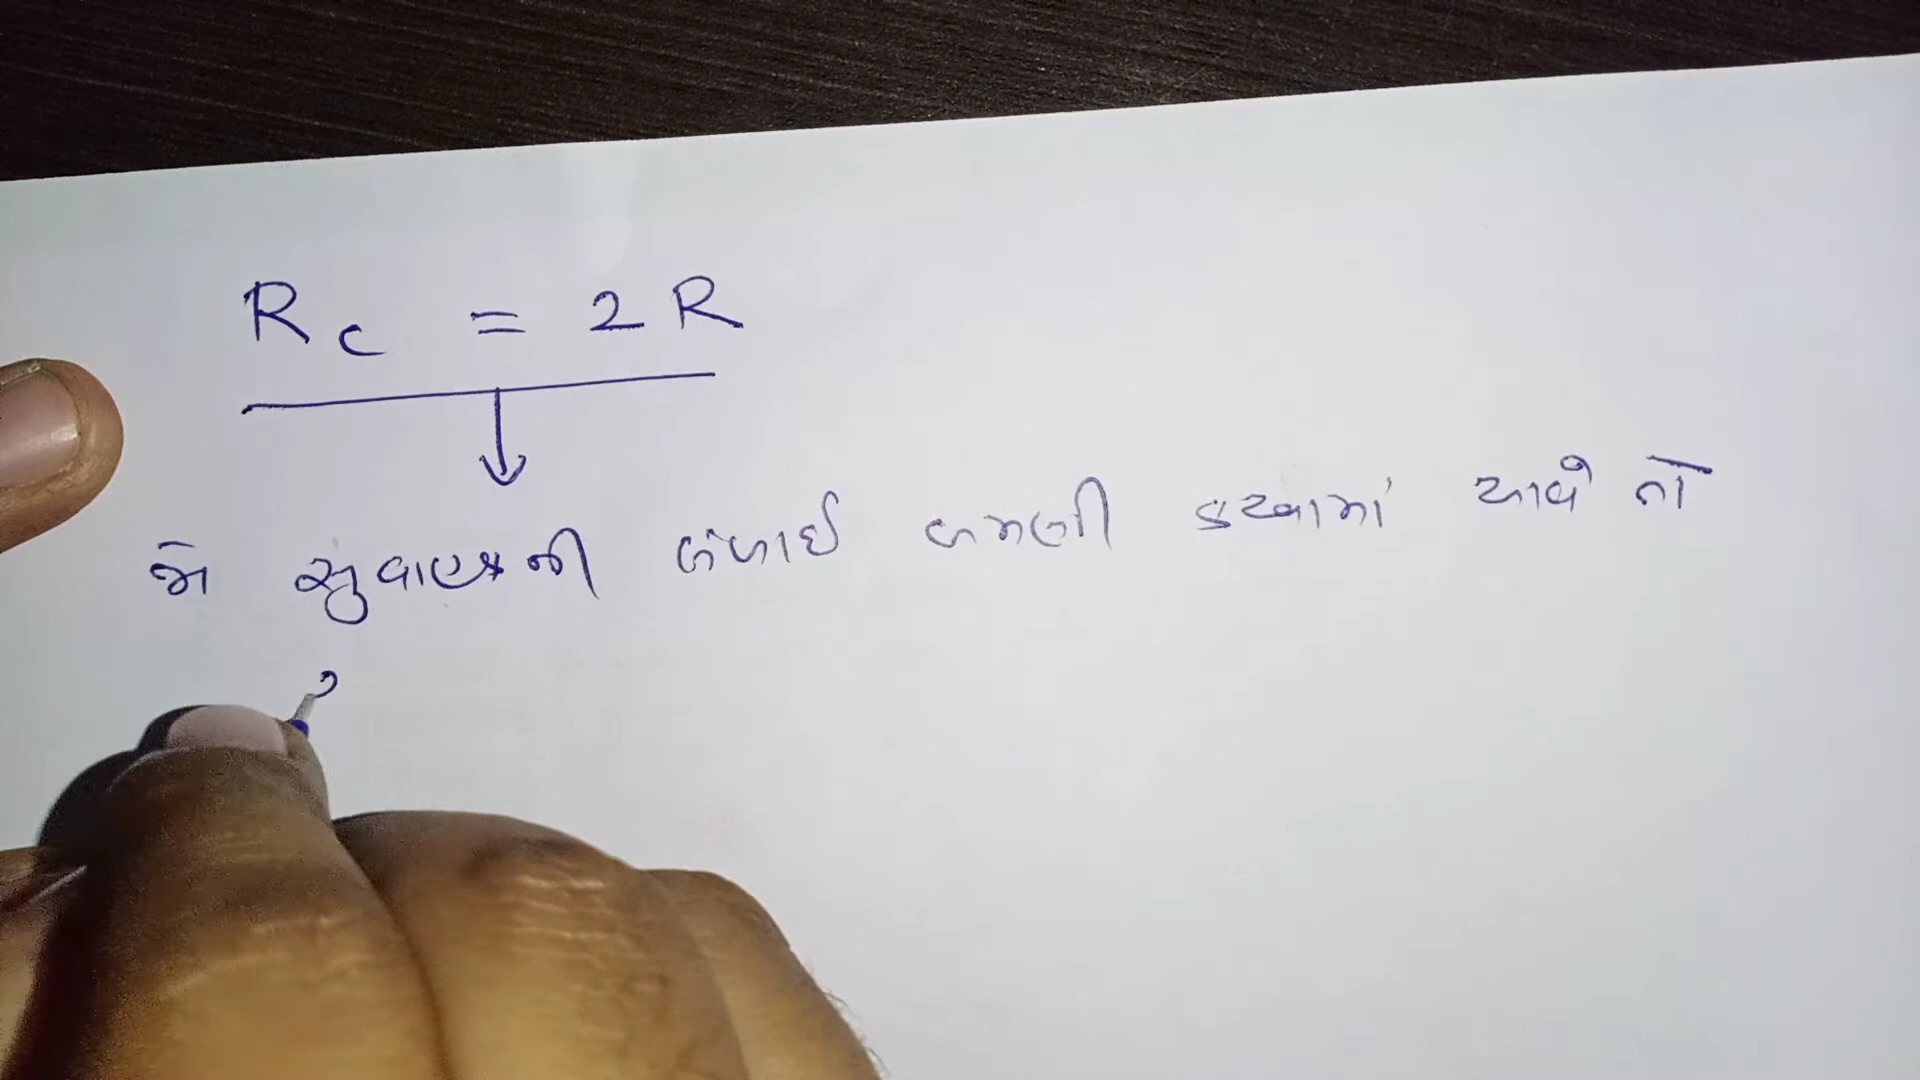 Rc = 2R
જો સુવાહકની લંબાઈ બમણી કરવામાં આવે તો